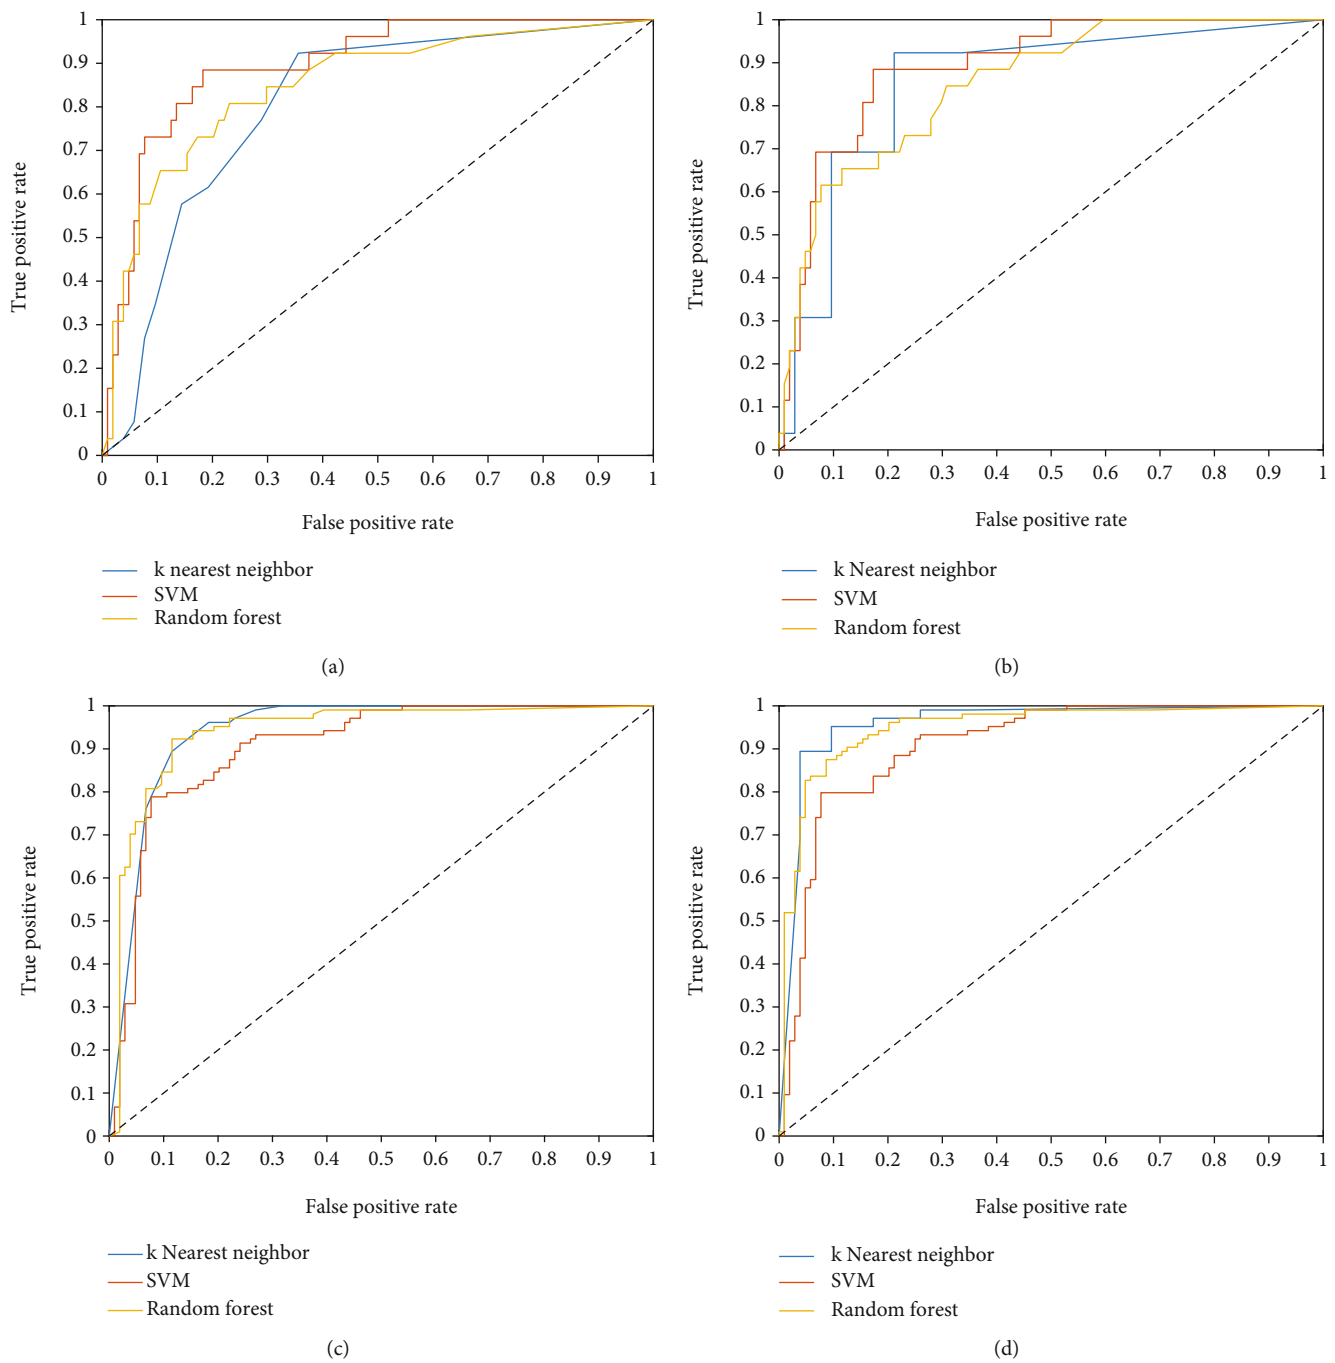 1
0.9
0.8
0.7
0.6
0.5
0.4
0.3
0.2
0.1
0
True positive rate
0 0.1 0.2 0.3 0.4 0.5 0.6 0.7 0.8 0.9 1
False positive rate
k nearest neighbor
SVM
Random forest
(a)
1
0.9
0.8
0.7
0.6
0.5
0.4
0.3
0.2
0.1
0
True positive rate
0 0.1 0.2 0.3 0.4 0.5 0.6 0.7 0.8 0.9 1
False positive rate
k Nearest neighbor
SVM
Random forest
(b)
1
0.9
0.8
0.7
0.6
0.5
0.4
0.3
0.2
0.1
0
True positive rate
0 0.1 0.2 0.3 0.4 0.5 0.6 0.7 0.8 0.9 1
False positive rate
k Nearest neighbor
SVM
Random forest
(c)
1
0.9
0.8
0.7
0.6
0.5
0.4
0.3
0.2
0.1
0
True positive rate
0 0.1 0.2 0.3 0.4 0.5 0.6 0.7 0.8 0.9 1
False positive rate
k Nearest neighbor
SVM
Random forest
(d)